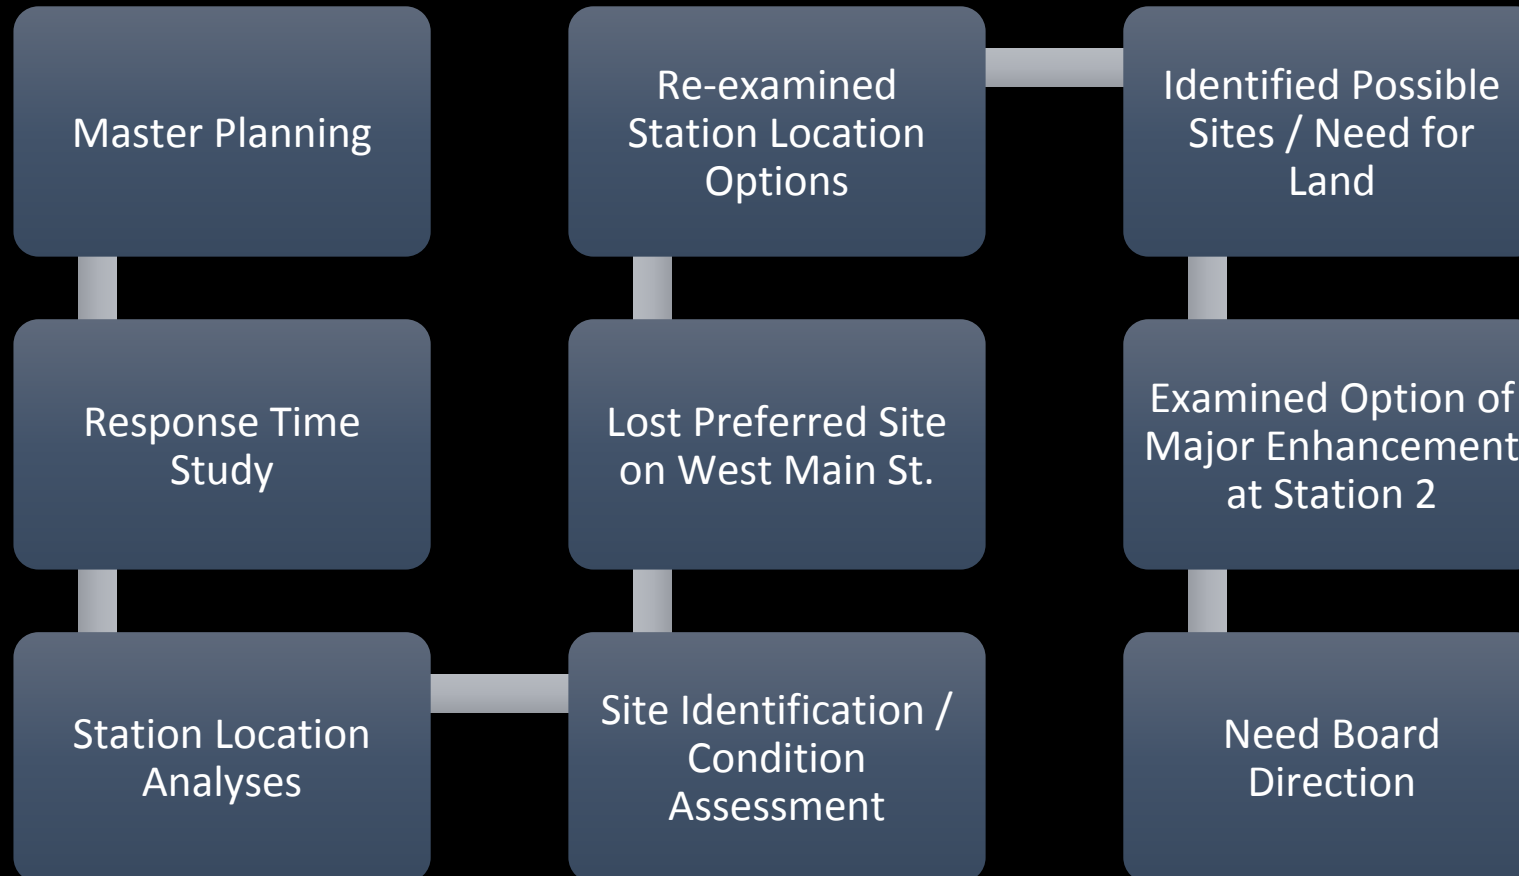 Master Planning
Response Time
Study
Station Location
Analyses
Site Identification /
Condition
Assessment
Lost Preferred Site
on West Main St.
Re-examined
Station Location
Options
Identified Possible
Sites / Need for
Land
Examined Option of
Major Enhancement
at Station 2
Need Board
Direction